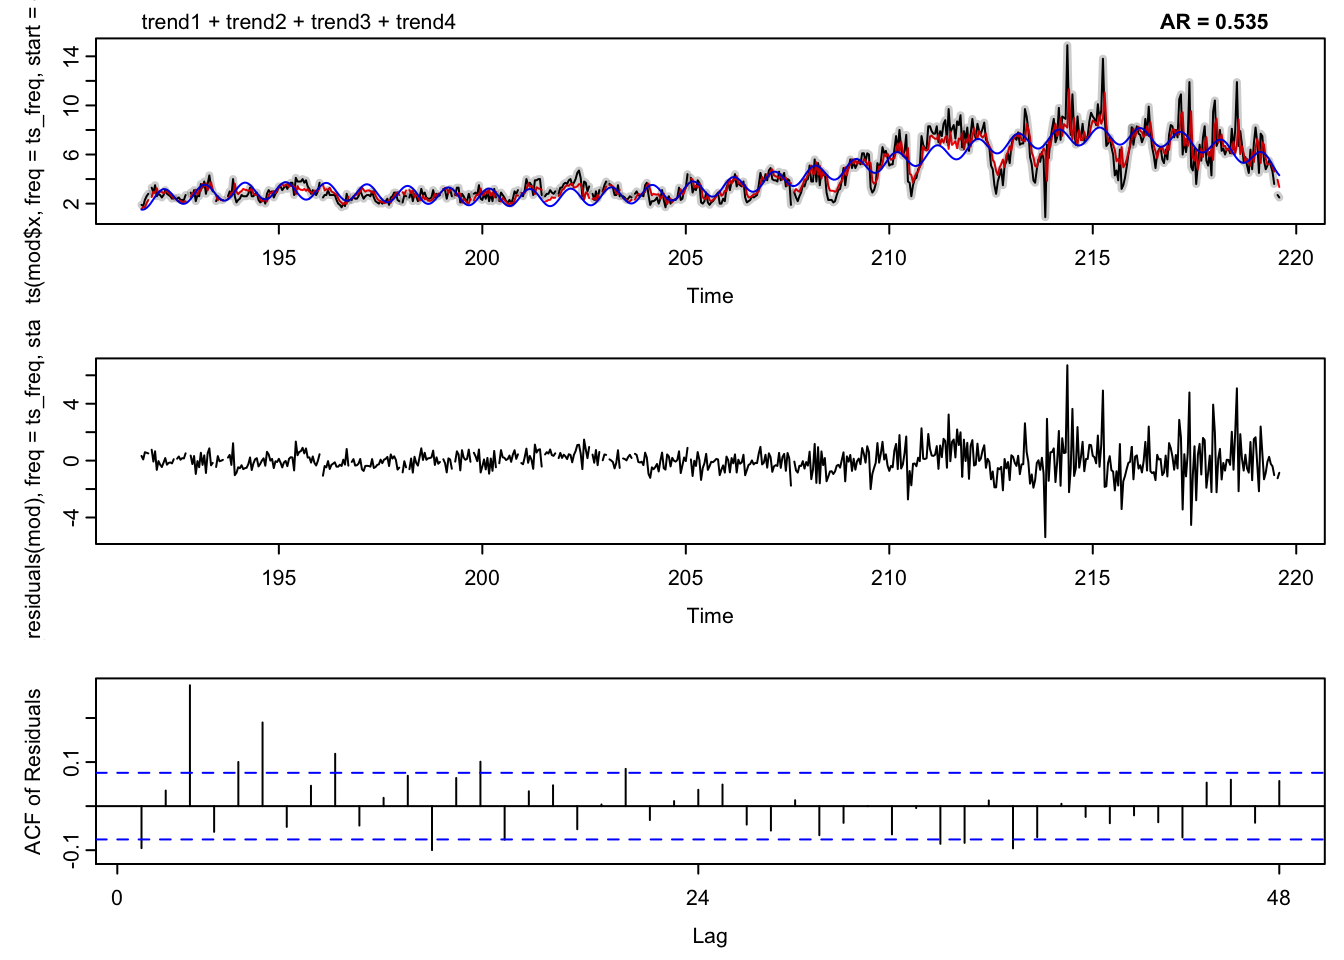 trend1 + trend2 + trend3 + trend4
AR = 0.535
ts(mod$x, freq = ts_freq, start =
14
10
6
2
195 200 205 210 215 220
Time
residuals(mod), freq = ts_freq, sta
4
0
-4
195 200 205 210 215 220
Time
ACF of Residuals
0.1
-0.1
0 24 48
Lag